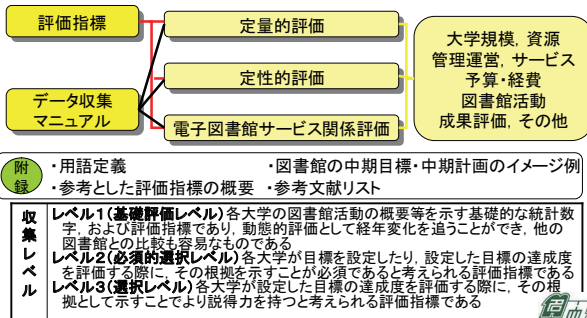 評価指標
データ収集
マニュアル
定量的評価
定性的評価
電子図書館サービス関係評価
大学規模, 資源
管理運営, サービス
予算・経費
図書館活動
成果評価, その他
附録
・用語定義 ・図書館の中期目標・中期計画のイメージ例
・参考とした評価指標の概要 ・参考文献リスト
収集レベル
レベル1(基礎評価レベル)各大学の図書館活動の概要等を示す基礎的な統計数
字, および評価指標であり, 動態的評価として経年変化を追うことができ, 他の
図書館との比較も容易なものである
レベル2(必須的選択レベル)各大学が目標を設定したり, 設定した目標の達成度
を評価する際に, その根拠を示すことが必須であると考えられる評価指標である
レベル3(選択レベル)各大学が設定した目標の達成度を評価する際に, その根
拠として示すことでより説得力を持つと考えられる評価指標である